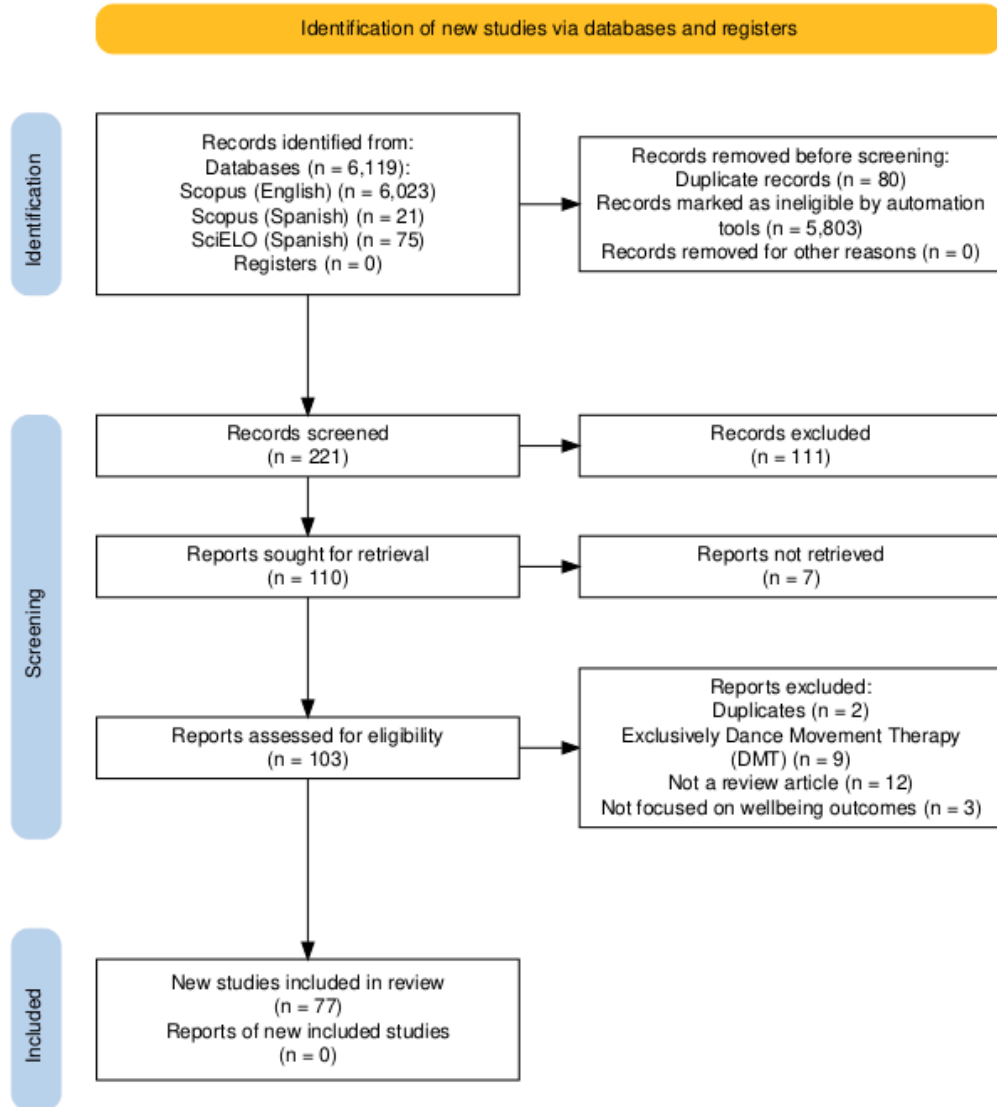 Identification of new studies via databases and registers
Identification
Records identified from:
Databases (n = 6,119):
Scopus (English) (n = 6,023)
Scopus (Spanish) (n = 21)
SciELO (Spanish) (n = 75)
Registers (n = 0)
Records removed before screening:
Duplicate records (n = 80)
Records marked as ineligible by automation
tools (n = 5,803)
Records removed for other reasons (n = 0)
Screening
Records screened
(n = 221)
Records excluded
(n = 111)
Reports sought for retrieval
(n = 110)
Reports not retrieved
(n = 7)
Reports assessed for eligibility
(n = 103)
Reports excluded:
Duplicates (n = 2)
Exclusively Dance Movement Therapy
(DMT) (n = 9)
Not a review article (n = 12)
Not focused on wellbeing outcomes (n = 3)
Included
New studies included in review
(n = 77)
Reports of new included studies
(n = 0)